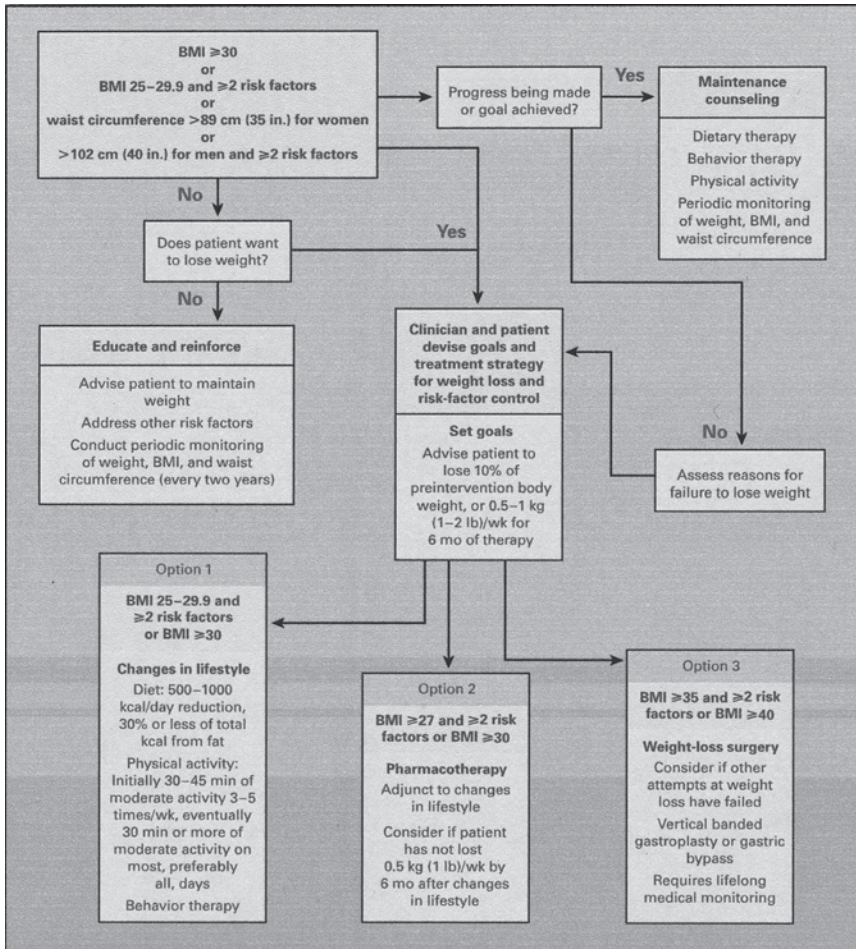 BMI ≥30
or
BMI 25–29.9 and ≥2 risk factors
or
waist circumference >89 cm (35 in.) for women
or
>102 cm (40 in.) for men and ≥2 risk factors
Progress being made
or goal achieved?
Yes
Maintenance
counseling
Dietary therapy
Behavior therapy
Physical activity
Periodic monitoring
of weight, BMI, and
waist circumference
No
Does patient want
to lose weight?
Yes
No
Educate and reinforce
Advise patient to maintain
weight
Address other risk factors
Conduct periodic monitoring
of weight, BMI, and waist
circumference (every two years)
Clinician and patient
devise goals and
treatment strategy
for weight loss and
risk-factor control
Set goals
Advise patient to
lose 10% of
preintervention body
weight, or 0.5–1 kg
(1–2 lb)/wk for
6 mo of therapy
No
Assess reasons for
failure to lose weight
Option 1
BMI 25–29.9 and
≥2 risk factors
or BMI ≥30
Changes in lifestyle
Diet: 500–1000
kcal/day reduction,
30% or less of total
kcal from fat
Physical activity:
Initially 30–45 min of
moderate activity 3–5
times/wk, eventually
30 min or more of
moderate activity on
most, preferably
all, days
Behavior therapy
Option 2
BMI ≥27 and ≥2 risk
factors or BMI ≥30
Pharmacotherapy
Adjunct to changes
in lifestyle
Consider if patient
has not lost
0.5 kg (1 lb)/wk by
6 mo after changes
in lifestyle
Option 3
BMI ≥35 and ≥2 risk
factors or BMI ≥40
Weight-loss surgery
Consider if other
attempts at weight
loss have failed
Vertical banded
gastroplasty or gastric
bypass
Requires lifelong
medical monitoring